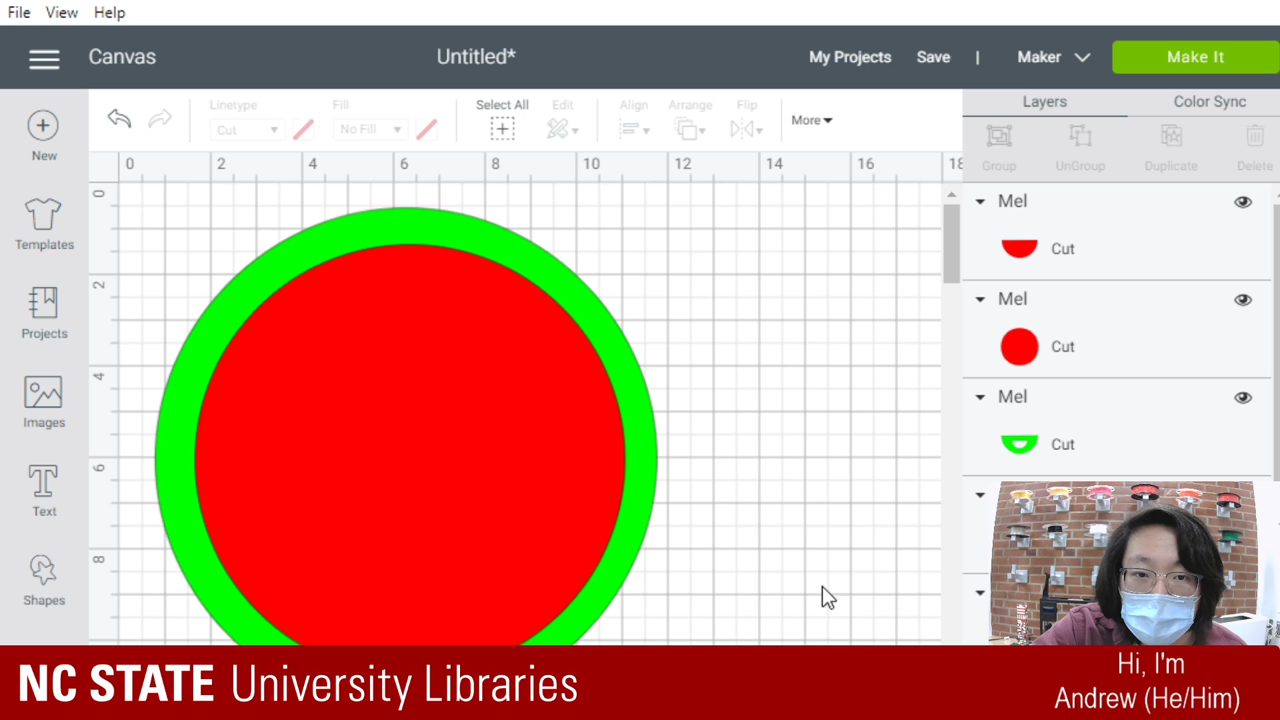 File View Help
Canvas Untitled* My Projects Save | Maker Make It
Linetype Fill Select All Edit Align Arrange Flip More
Cut No Fill
Layers Color Sync
Group UnGroup Duplicate Delete
New
Templates
Projects
Images
Text
Shapes
0 2 4 6 8 10 12 14 16 18
0
2
4
6
8
Mel
Cut
Mel
Cut
Mel
Cut
NC STATE University Libraries
Hi, I'm
Andrew (He/Him)